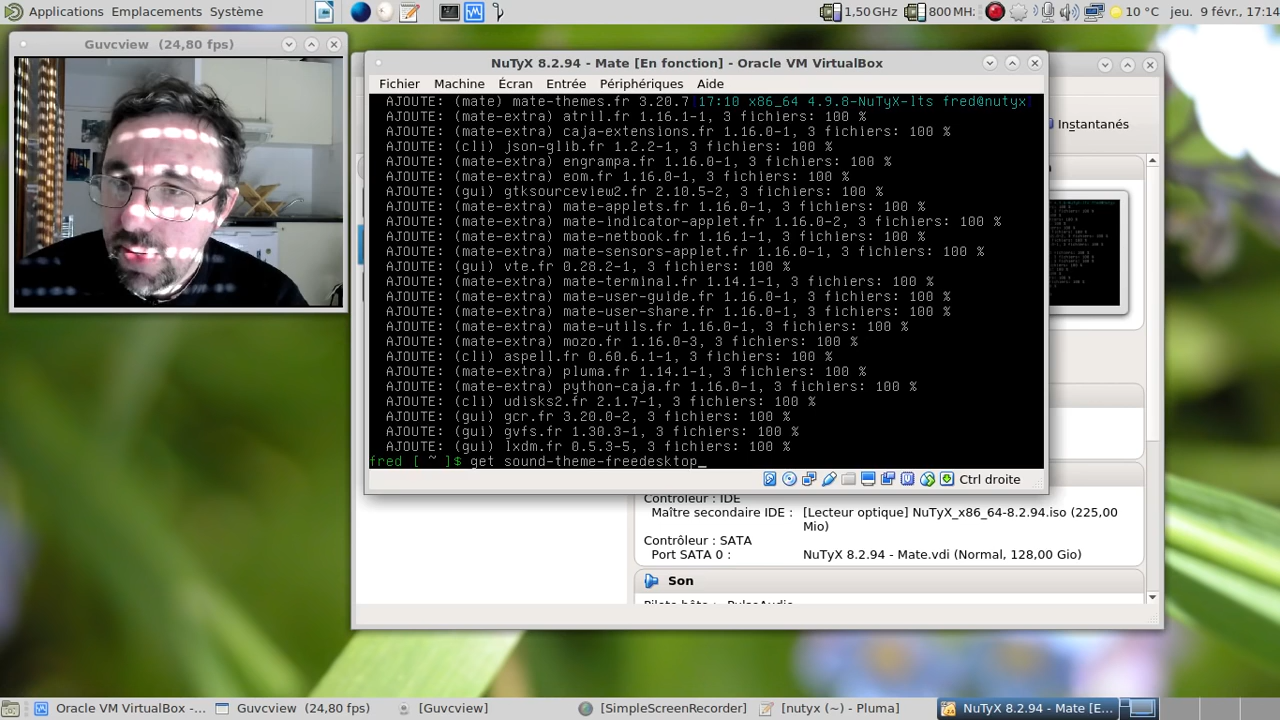 Applications Emplacements Système
1,50 GHz 800 MHz 10 °C jeu. 9 févr., 17:14
Guvcview (24,80 fps)
NuTyX 8.2.94 - Mate [En fonction] - Oracle VM VirtualBox
Fichier Machine Écran Entrée Périphériques Aide
AJOUTE: (mate) mate-themes.fr 3.20.7 [17:10 x86_64 4.9.8-NuTyX-lts fred@nutyx]
AJOUTE: (mate-extra) atril.fr 1.16.1-1, 3 fichiers: 100 %
AJOUTE: (mate-extra) caja-extensions.fr 1.16.0-1, 3 fichiers: 100 %
AJOUTE: (cli) json-glib.fr 1.2.2-1, 3 fichiers: 100 %
AJOUTE: (mate-extra) engrampa.fr 1.16.0-1, 3 fichiers: 100 %
AJOUTE: (mate-extra) eom.fr 1.16.0-1, 3 fichiers: 100 %
AJOUTE: (gui) gtksourceview2.fr 2.10.5-2, 3 fichiers: 100 %
AJOUTE: (mate-extra) mate-applets.fr 1.16.0-1, 3 fichiers: 100 %
AJOUTE: (mate-extra) mate-indicator-applet.fr 1.16.0-2, 3 fichiers: 100 %
AJOUTE: (mate-extra) mate-netbook.fr 1.16.1-1, 3 fichiers: 100 %
AJOUTE: (mate-extra) mate-sensors-applet.fr 1.16.0-1, 3 fichiers: 100 %
AJOUTE: (gui) vte.fr 0.28.2-1, 3 fichiers: 100 %
AJOUTE: (mate-extra) mate-terminal.fr 1.14.1-1, 3 fichiers: 100 %
AJOUTE: (mate-extra) mate-user-guide.fr 1.16.0-1, 3 fichiers: 100 %
AJOUTE: (mate-extra) mate-user-share.fr 1.16.0-1, 3 fichiers: 100 %
AJOUTE: (mate-extra) mate-utils.fr 1.16.0-1, 3 fichiers: 100 %
AJOUTE: (mate-extra) mozo.fr 1.16.0-3, 3 fichiers: 100 %
AJOUTE: (cli) aspell.fr 0.60.6.1-1, 3 fichiers: 100 %
AJOUTE: (mate-extra) pluma.fr 1.14.1-1, 3 fichiers: 100 %
AJOUTE: (mate-extra) python-caja.fr 1.16.0-1, 3 fichiers: 100 %
AJOUTE: (cli) udisks2.fr 2.1.7-1, 3 fichiers: 100 %
AJOUTE: (gui) gcr.fr 3.20.0-2, 3 fichiers: 100 %
AJOUTE: (gui) gvfs.fr 1.30.3-1, 3 fichiers: 100 %
AJOUTE: (gui) lxdm.fr 0.5.3-5, 3 fichiers: 100 %
fred [ ~ ]$ get sound-theme-freedesktop_
Ctrl droite
Instantanés
Contrôleur : IDE
Maître secondaire IDE : [Lecteur optique] NuTyX_x86_64-8.2.94.iso (225,00
Mio)
Contrôleur : SATA
Port SATA 0 : NuTyX 8.2.94 - Mate.vdi (Normal, 128,00 Gio)
Son
Oracle VM VirtualBox -... Guvcview (24,80 fps) [Guvcview] [SimpleScreenRecorder] [nutyx (~) - Pluma] NuTyX 8.2.94 - Mate [E...